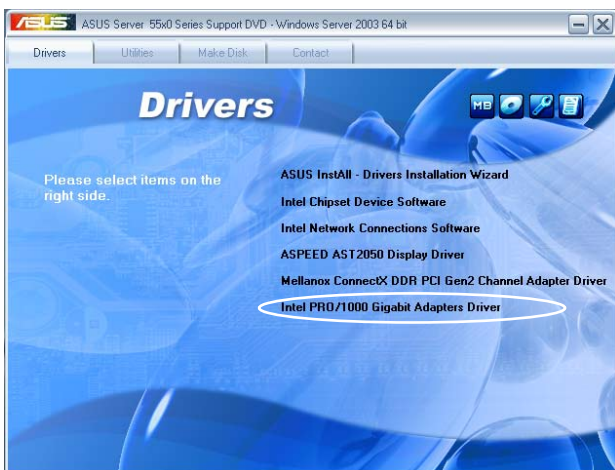 ASUS ASUS Server 55x0 Series Support DVD - Windows Server 2003 64 bit
Drivers Utilities Make Disk Contact
Drivers
MB
Please select items on the
right side.
ASUS InstAll - Drivers Installation Wizard
Intel Chipset Device Software
Intel Network Connections Software
ASPEED AST2050 Display Driver
Mellanox ConnectX DDR PCI Gen2 Channel Adapter Driver
Intel PRO/1000 Gigabit Adapters Driver